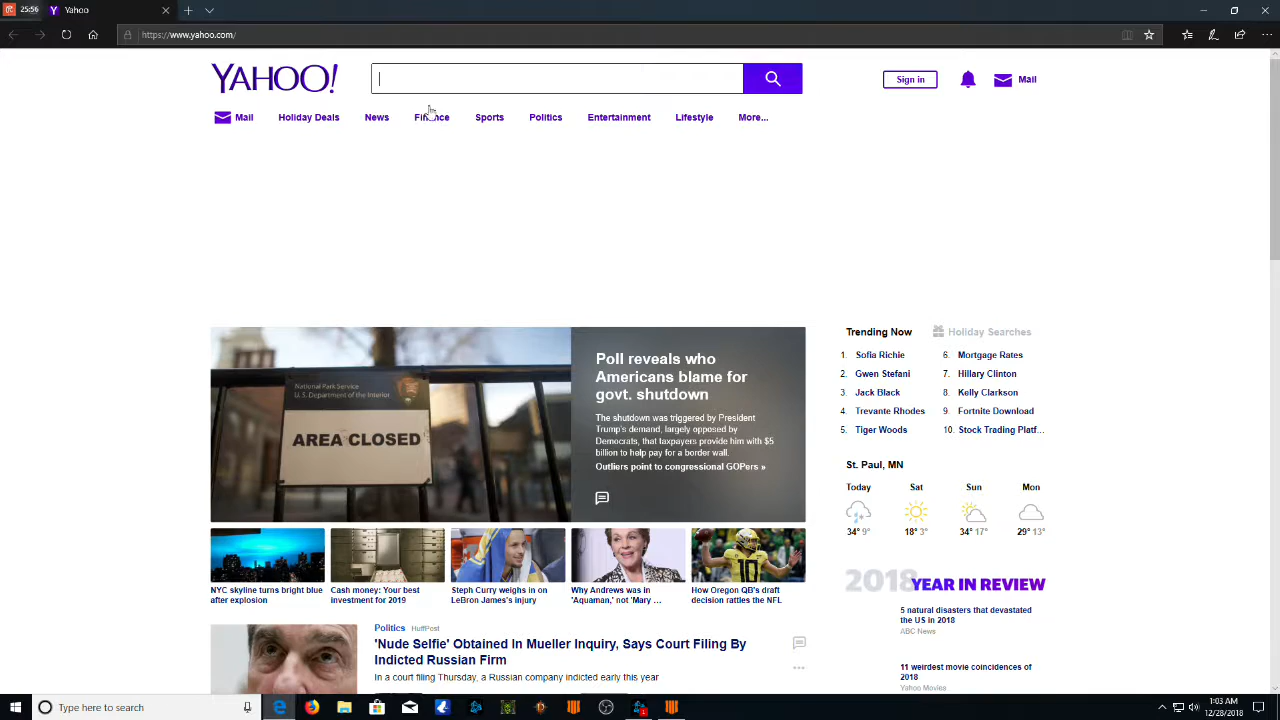 25:56 Yahoo
https://www.yahoo.com/
YAHOO!
Sign in
Mail
Mail Holiday Deals News Finance Sports Politics Entertainment Lifestyle More...
National Park Service
U.S. Department of the Interior
AREA CLOSED
Poll reveals who
Americans blame for
govt. shutdown
The shutdown was triggered by President
Trump's demand, largely opposed by
Democrats, that taxpayers provide him with $5
billion to help pay for a border wall.
Outliers point to congressional GOPers »
NYC skyline turns bright blue
after explosion
Cash money: Your best
investment for 2019
Steph Curry weighs in on
LeBron James's injury
Why Andrews was in
'Aquaman,' not 'Mary ...
How Oregon QB's draft
decision rattles the NFL
Politics HuffPost
'Nude Selfie' Obtained In Mueller Inquiry, Says Court Filing By
Indicted Russian Firm
In a court filing Thursday, a Russian company indicted early this year
Trending Now Holiday Searches
1. Sofia Richie
2. Gwen Stefani
3. Jack Black
4. Trevante Rhodes
5. Tiger Woods
6. Mortgage Rates
7. Hillary Clinton
8. Kelly Clarkson
9. Fortnite Download
10. Stock Trading Platf...
St. Paul, MN
Today Sat Sun Mon
34° 9° 18° 3° 34° 17° 29° 13°
2018 YEAR IN REVIEW
5 natural disasters that devastated
the US in 2018
ABC News
11 weirdest movie coincidences of
2018
Yahoo Movies
Type here to search
1:03 AM
12/28/2018